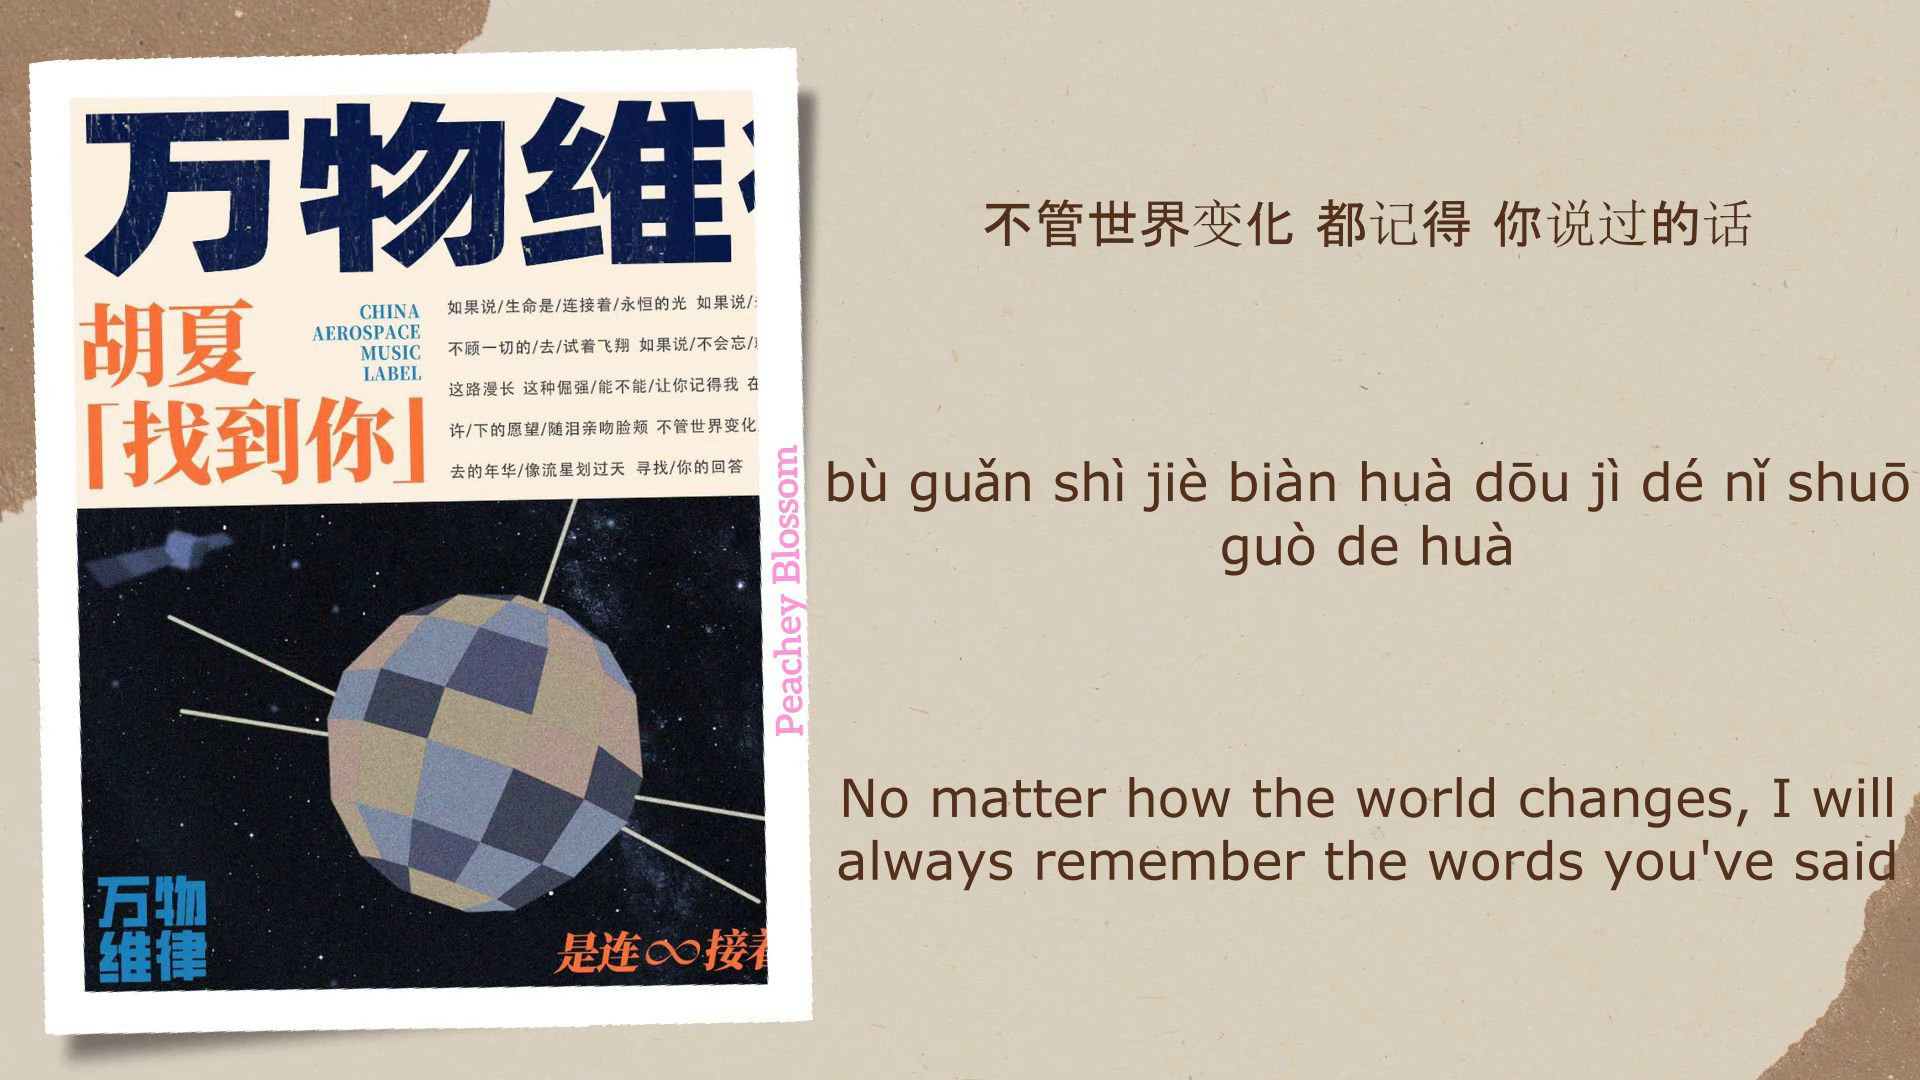 万物维
胡夏
「找到你」
CHINA
AEROSPACE
MUSIC
LABEL
如果说/生命是/连接着/永恒的光 如果说/
不顾一切的/去/试着飞翔 如果说/不会忘/
这路漫长 这种倔强/能不能/让你记得我 在
许/下的愿望/随泪亲吻脸颊 不管世界变化
去的年华/像流星划过天 寻找/你的回答
万物
维律
是连∞接着
Peachey Blossom
不管世界变化 都记得 你说过的话
bù guǎn shì jiè biàn huà dōu jì dé nǐ shuō
guò de huà
No matter how the world changes, I will
always remember the words you've said